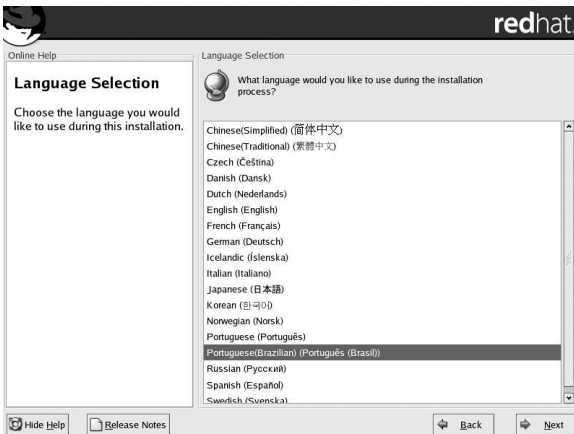 redhat.
Online Help
Language Selection
Choose the language you would
like to use during this installation.
Language Selection
What language would you like to use during the installation
process?
Chinese(Simplified) (简体中文)
Chinese(Traditional) (繁體中文)
Czech (Čeština)
Danish (Dansk)
Dutch (Nederlands)
English (English)
French (Français)
German (Deutsch)
Icelandic (Íslenska)
Italian (Italiano)
Japanese (日本語)
Korean (한국어)
Norwegian (Norsk)
Portuguese (Português)
Portuguese(Brazilian) (Português (Brasil))
Russian (Русский)
Spanish (Español)
Swedish (Svenska)
Hide Help
Release Notes
Back
Next